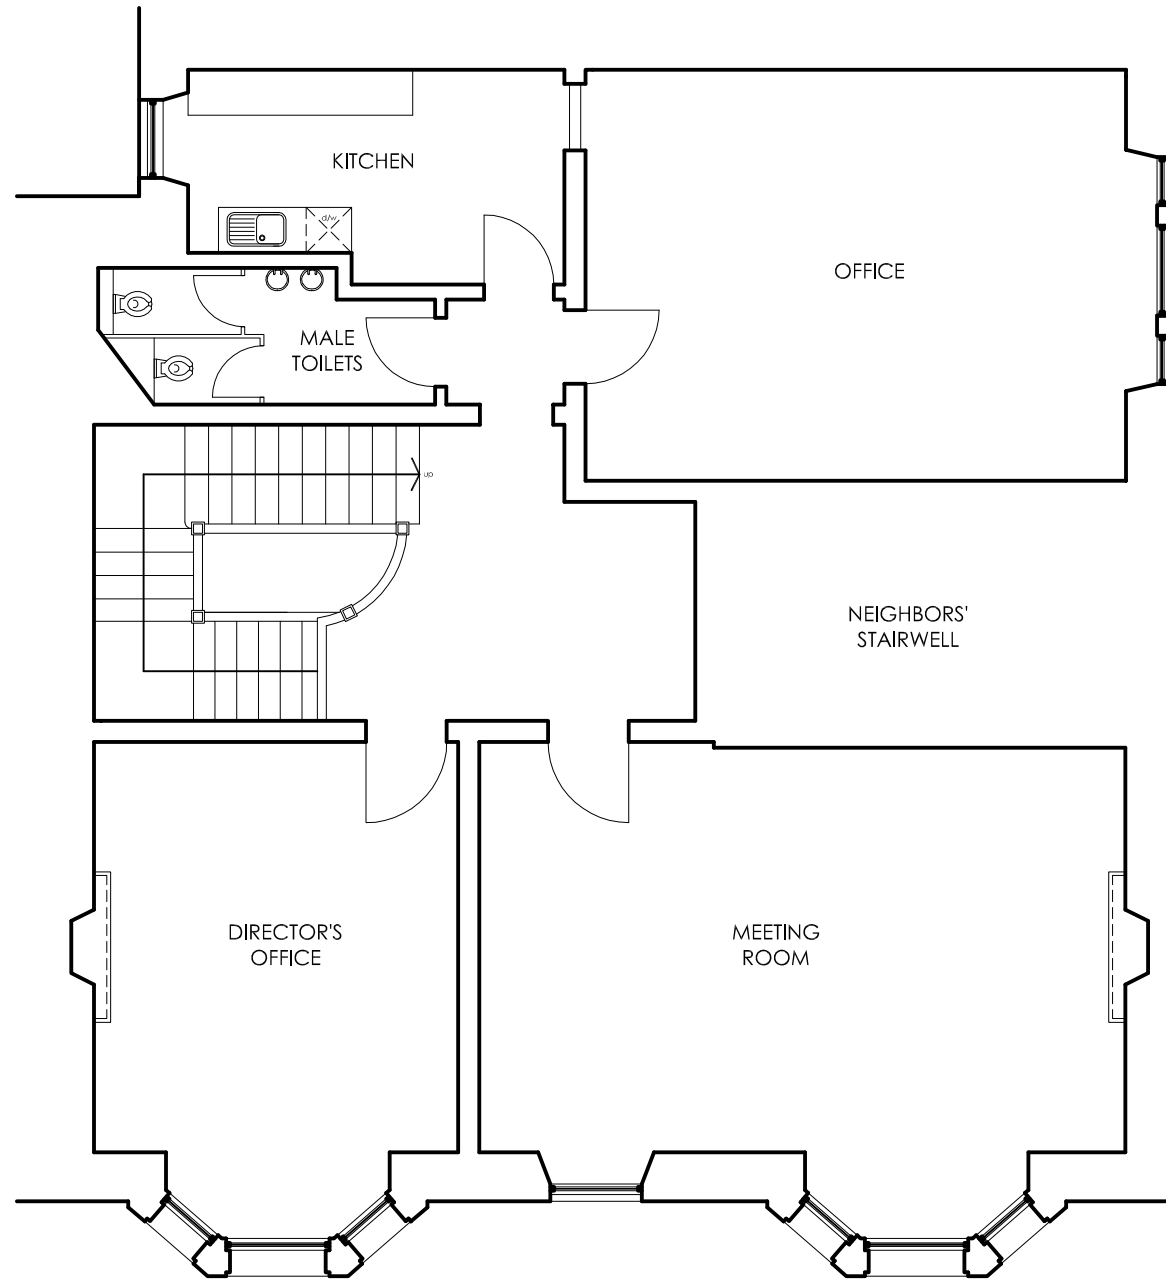 KITCHEN
d/w
OFFICE
MALE
TOILETS
up
NEIGHBORS'
STAIRWELL
DIRECTOR'S
OFFICE
MEETING
ROOM